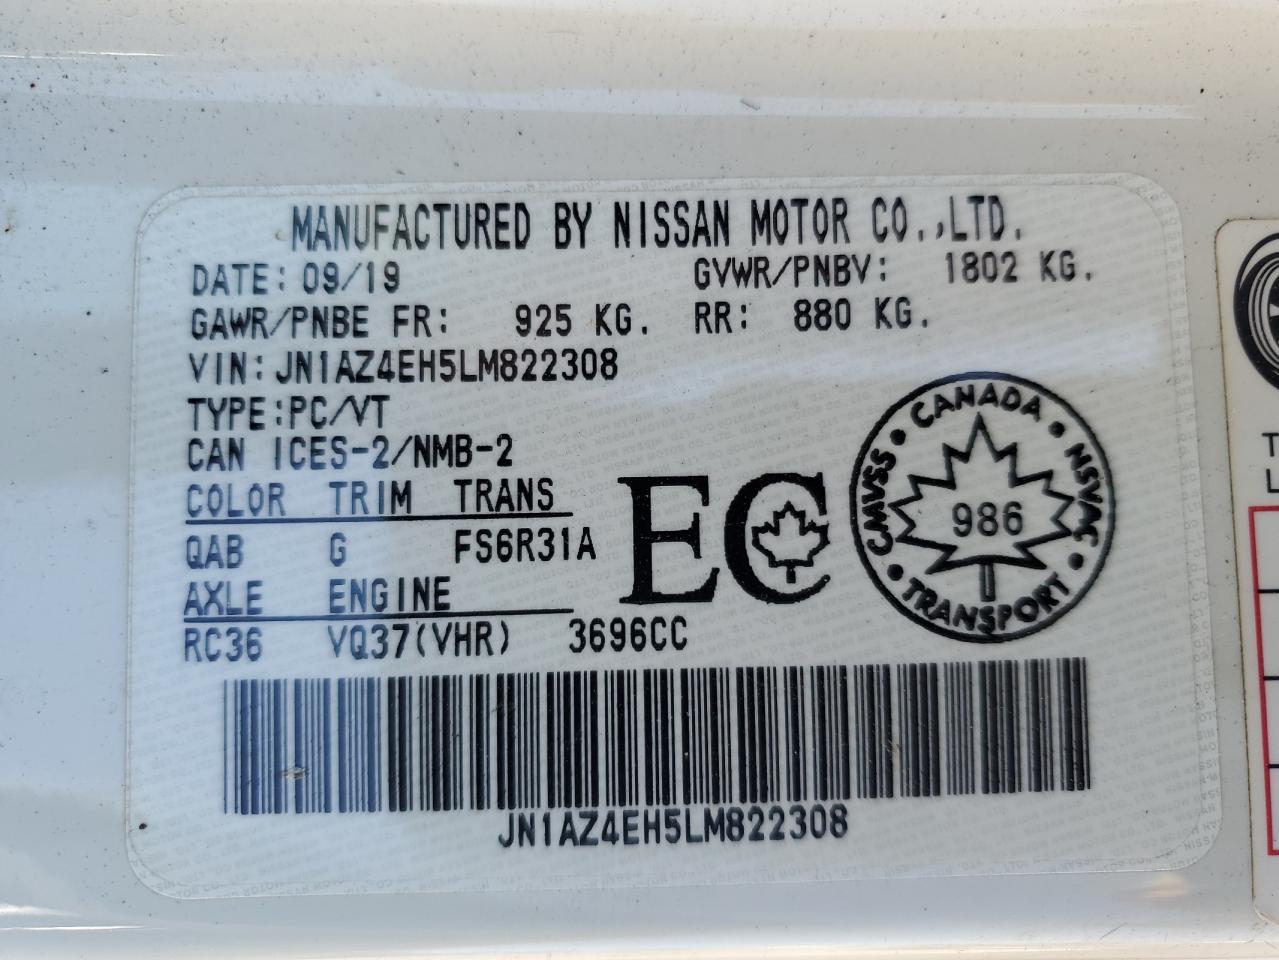 MANUFACTURED BY NISSAN MOTOR CO.,LTD.
DATE: 09/19 GVWR/PNBV: 1802 KG.
GAWR/PNBE FR: 925 KG. RR: 880 KG.
VIN: JN1AZ4EH5LM822308
TYPE:PC/VT
CAN ICES-2/NMB-2
COLOR TRIM TRANS
QAB G FS6R31A
AXLE ENGINE
RC36 VQ37(VHR) 3696CC
EC
CANADA
CMVSS
NSVAC
986
TRANSPORT
JN1AZ4EH5LM822308